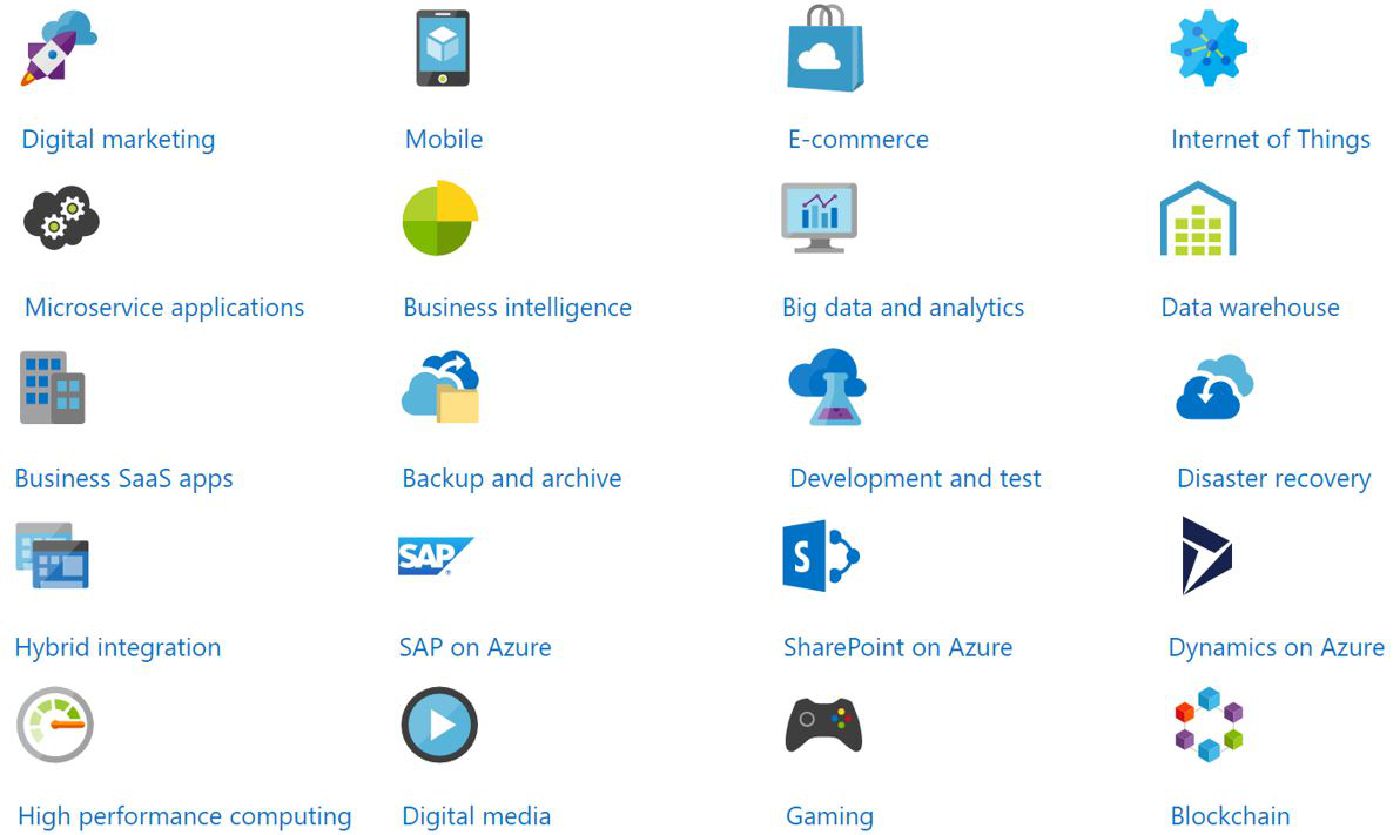 Digital marketing
Mobile
E-commerce
Internet of Things
Microservice applications
Business intelligence
Big data and analytics
Data warehouse
Business SaaS apps
Backup and archive
Development and test
Disaster recovery
SAP
S
Hybrid integration
SAP on Azure
SharePoint on Azure
Dynamics on Azure
High performance computing
Digital media
Gaming
Blockchain